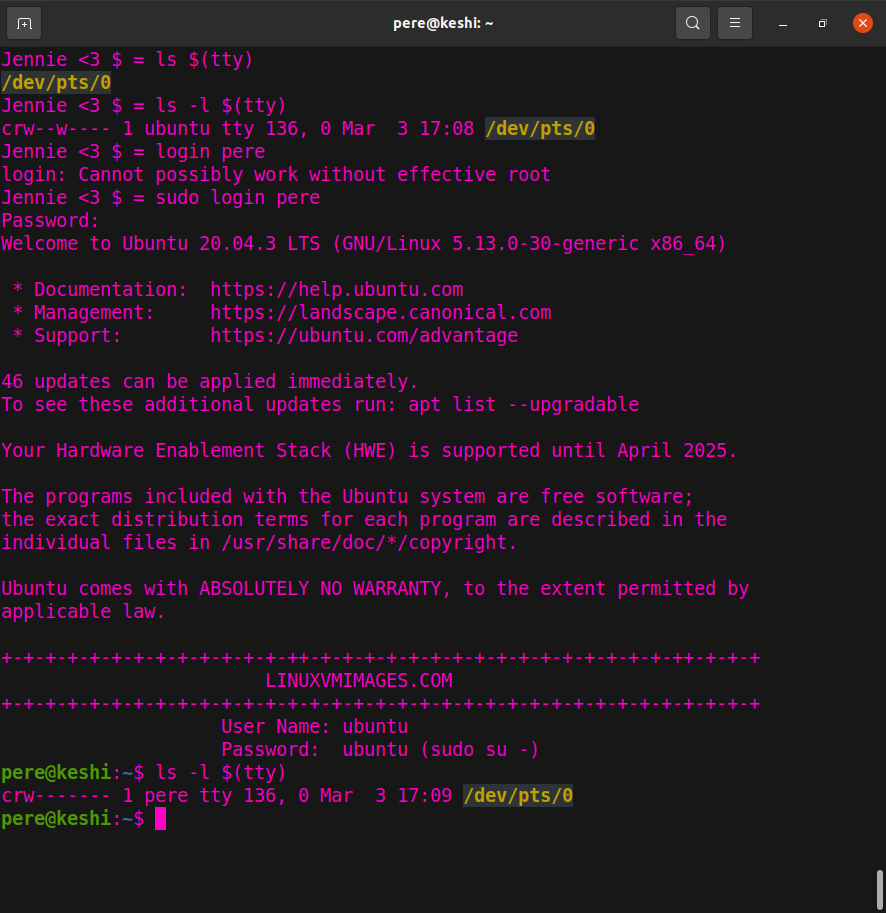 pere@keshi: ~
Jennie <3 $ = ls $(tty)
/dev/pts/0
Jennie <3 $ = ls -l $(tty)
crw--w---- 1 ubuntu tty 136, 0 Mar  3 17:08 /dev/pts/0
Jennie <3 $ = login pere
login: Cannot possibly work without effective root
Jennie <3 $ = sudo login pere
Password:
Welcome to Ubuntu 20.04.3 LTS (GNU/Linux 5.13.0-30-generic x86_64)

 * Documentation:  https://help.ubuntu.com
 * Management:     https://landscape.canonical.com
 * Support:        https://ubuntu.com/advantage

46 updates can be applied immediately.
To see these additional updates run: apt list --upgradable

Your Hardware Enablement Stack (HWE) is supported until April 2025.

The programs included with the Ubuntu system are free software;
the exact distribution terms for each program are described in the
individual files in /usr/share/doc/*/copyright.

Ubuntu comes with ABSOLUTELY NO WARRANTY, to the extent permitted by
applicable law.

+-+-+-+-+-+-+-+-+-+-+-+-+-++-+-+-+-+-+-+-+-+-+-+-+-+-+-+-+-+-++-+-+-+
                        LINUXVMIMAGES.COM
+-+-+-+-+-+-+-+-+-+-+-+-+-+-+-+-+-+-+-+-+-+-+-+-+-+-+-+-+-+-++-+-+-+
                    User Name: ubuntu
                    Password:  ubuntu (sudo su -)
pere@keshi:~$ ls -l $(tty)
crw------- 1 pere tty 136, 0 Mar  3 17:09 /dev/pts/0
pere@keshi:~$